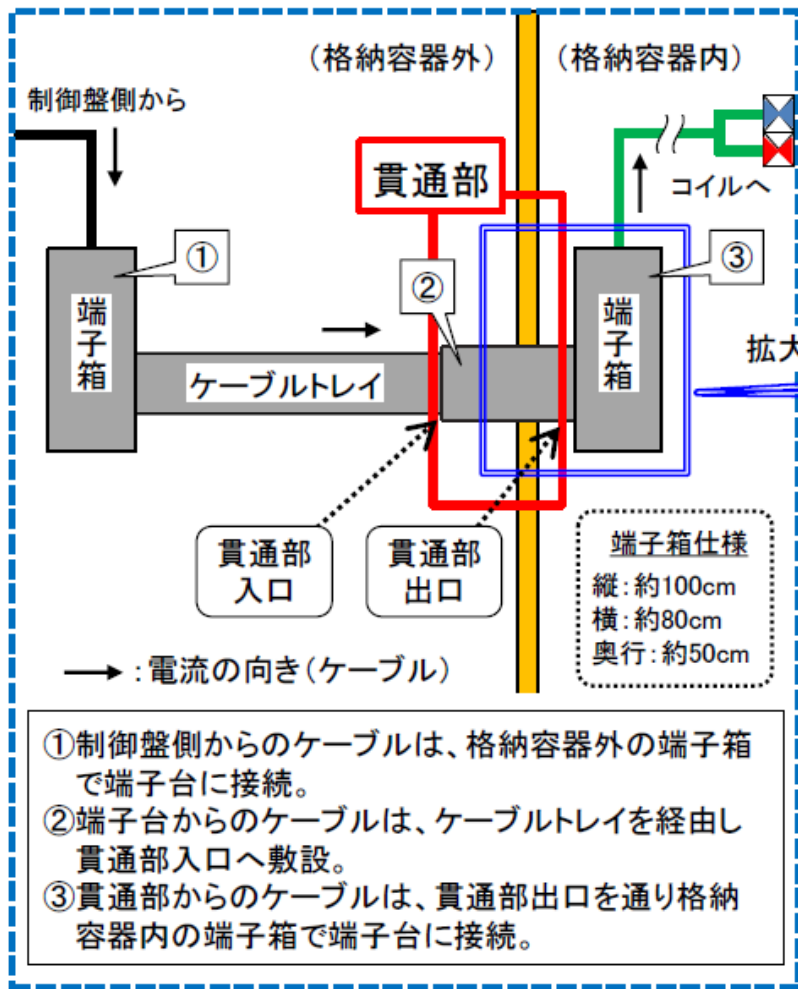 （格納容器外）
（格納容器内）
制御盤側から
貫通部
コイルへ
①
②
③
端子箱
ケーブルトレイ
端子箱
拡大
貫通部
入口
貫通部
出口
端子箱仕様
縦：約100cm
横：約80cm
奥行：約50cm
：電流の向き（ケーブル）
①制御盤側からのケーブルは、格納容器外の端子箱
で端子台に接続。
②端子台からのケーブルは、ケーブルトレイを経由し
貫通部入口へ敷設。
③貫通部からのケーブルは、貫通部出口を通り格納
容器内の端子箱で端子台に接続。